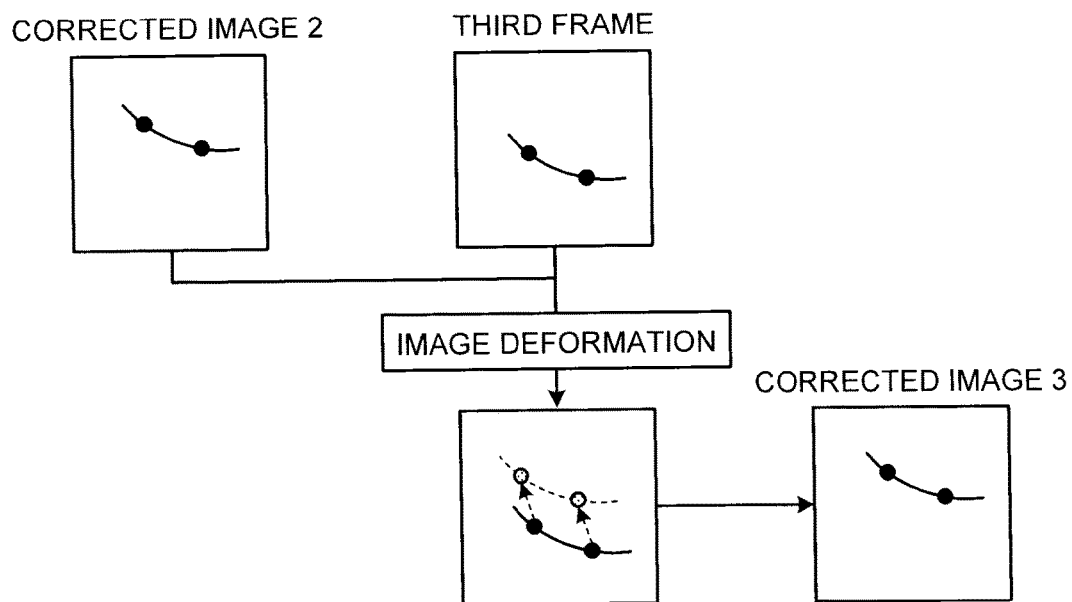 CORRECTED IMAGE 2
THIRD FRAME
IMAGE DEFORMATION
CORRECTED IMAGE 3